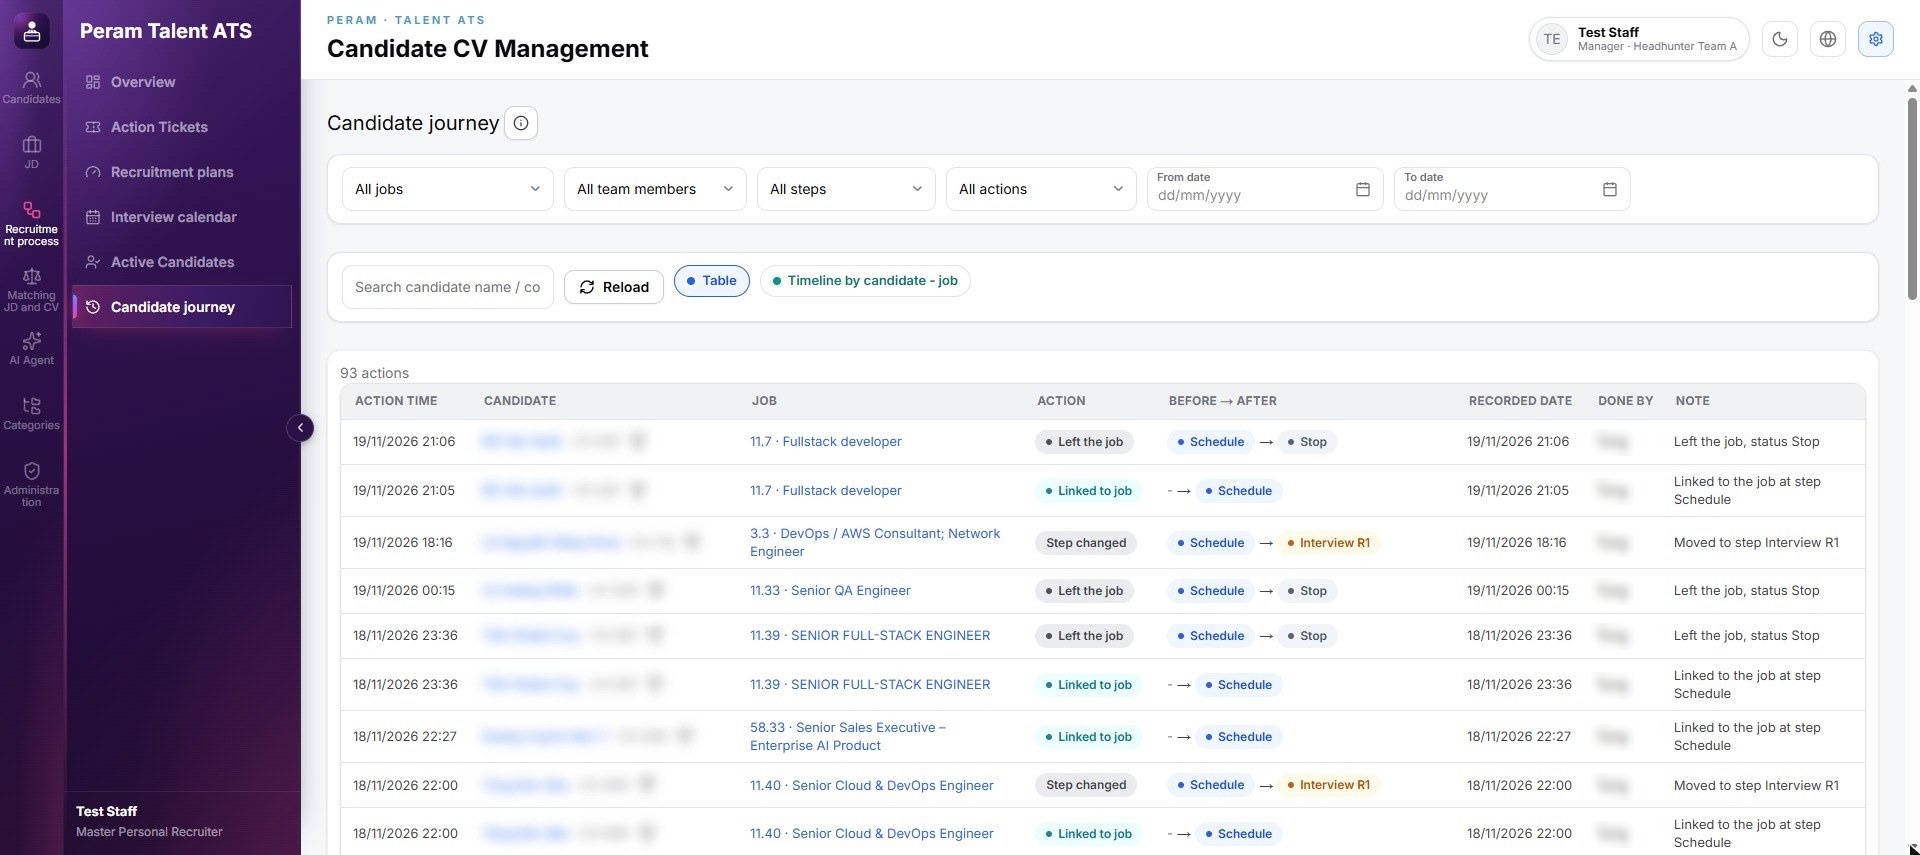 Peram Talent ATS
Candidates
JD
Recruitme
nt process
Matching
JD and CV
AI Agent
Categories
Administra
tion
Overview
Action Tickets
Recruitment plans
Interview calendar
Active Candidates
Candidate journey
Test Staff
Master Personal Recruiter
PERAM · TALENT ATS
Candidate CV Management
TE
Test Staff
Manager · Headhunter Team A
Candidate journey
All jobs
All team members
All steps
All actions
From date
dd/mm/yyyy
To date
dd/mm/yyyy
Search candidate name / co
Reload
Table
Timeline by candidate - job
93 actions
ACTION TIME CANDIDATE JOB ACTION BEFORE → AFTER RECORDED DATE DONE BY NOTE
19/11/2026 21:06 11.7 · Fullstack developer Left the job Schedule → Stop 19/11/2026 21:06 Left the job, status Stop
19/11/2026 21:05 11.7 · Fullstack developer Linked to job - → Schedule 19/11/2026 21:05 Linked to the job at step
Schedule
19/11/2026 18:16 3.3 · DevOps / AWS Consultant; Network
Engineer Step changed Schedule → Interview R1 19/11/2026 18:16 Moved to step Interview R1
19/11/2026 00:15 11.33 · Senior QA Engineer Left the job Schedule → Stop 19/11/2026 00:15 Left the job, status Stop
18/11/2026 23:36 11.39 · SENIOR FULL-STACK ENGINEER Left the job Schedule → Stop 18/11/2026 23:36 Left the job, status Stop
18/11/2026 23:36 11.39 · SENIOR FULL-STACK ENGINEER Linked to job - → Schedule 18/11/2026 23:36 Linked to the job at step
Schedule
18/11/2026 22:27 58.33 · Senior Sales Executive –
Enterprise AI Product Linked to job - → Schedule 18/11/2026 22:27 Linked to the job at step
Schedule
18/11/2026 22:00 11.40 · Senior Cloud & DevOps Engineer Step changed Schedule → Interview R1 18/11/2026 22:00 Moved to step Interview R1
18/11/2026 22:00 11.40 · Senior Cloud & DevOps Engineer Linked to job - → Schedule 18/11/2026 22:00 Linked to the job at step
Schedule